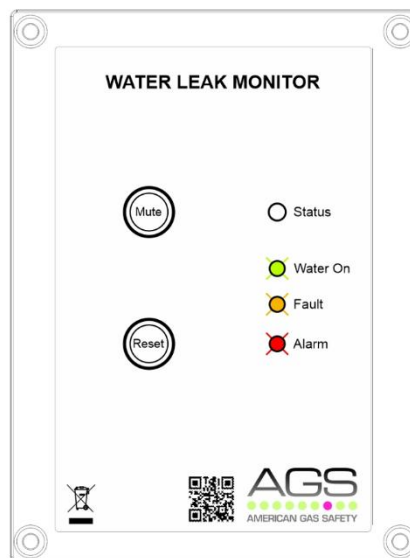 WATER LEAK MONITOR
Mute
Status
Water On
Fault
Reset
Alarm
AGS
AMERICAN GAS SAFETY